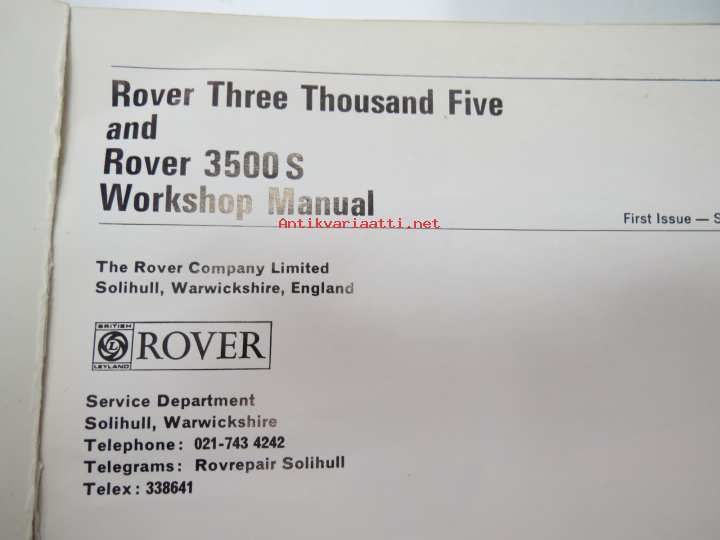 Rover Three Thousand Five
and
Rover 3500 S
Workshop Manual
Antikvariaatti.net
First Issue —
The Rover Company Limited
Solihull, Warwickshire, England
BRITISH
L
LEYLAND
ROVER
Service Department
Solihull, Warwickshire
Telephone: 021-743 4242
Telegrams: Rovrepair Solihull
Telex: 338641